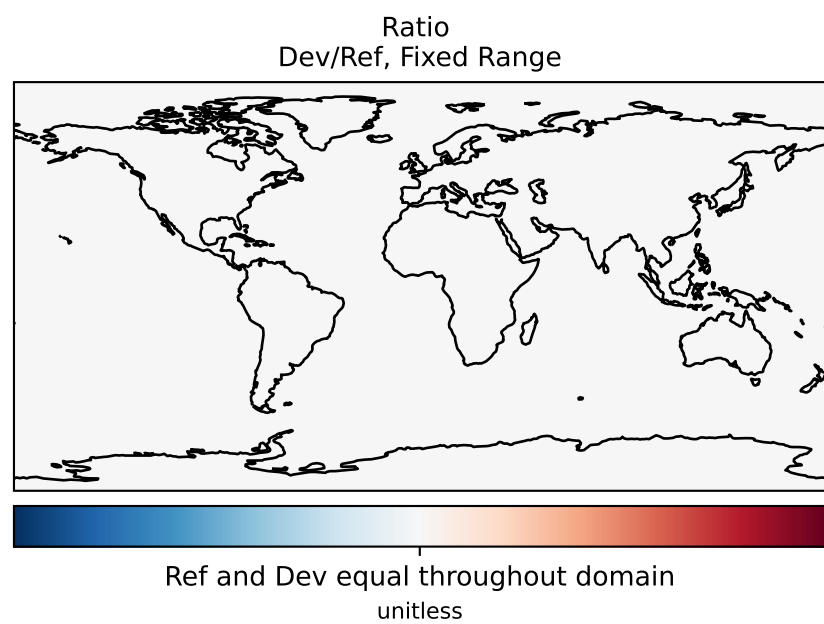 Ratio
Dev/Ref, Fixed Range
Ref and Dev equal throughout domain
unitless